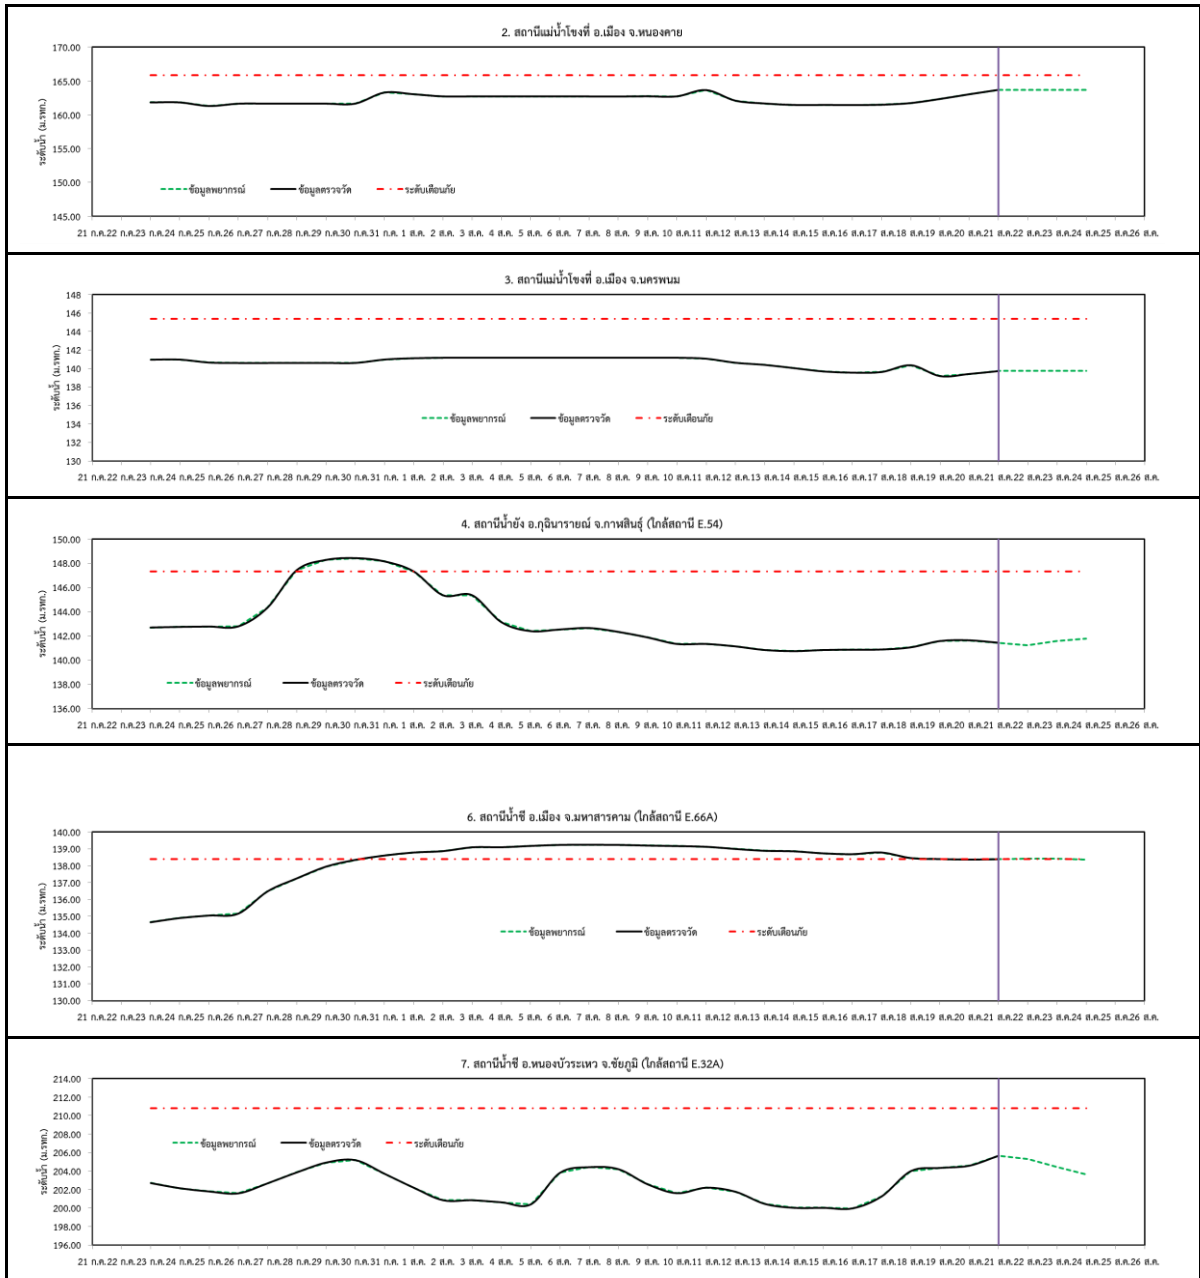 2. สถานีแม่น้ำโขงที่ อ.เมือง จ.หนองคาย
170.00
165.00
160.00
155.00
150.00
145.00
ระดับน้ำ (ม.รทก.)
ข้อมูลพยากรณ์ ข้อมูลตรวจวัด ระดับเตือนภัย
21 ก.ค.22 ก.ค.23 ก.ค.24 ก.ค.25 ก.ค.26 ก.ค.27 ก.ค.28 ก.ค.29 ก.ค.30 ก.ค.31 ก.ค. 1 ส.ค. 2 ส.ค. 3 ส.ค. 4 ส.ค. 5 ส.ค. 6 ส.ค. 7 ส.ค. 8 ส.ค. 9 ส.ค.10 ส.ค.11 ส.ค.12 ส.ค.13 ส.ค.14 ส.ค.15 ส.ค.16 ส.ค.17 ส.ค.18 ส.ค.19 ส.ค.20 ส.ค.21 ส.ค.22 ส.ค.23 ส.ค.24 ส.ค.25 ส.ค.26 ส.ค.
3. สถานีแม่น้ำโขงที่ อ.เมือง จ.นครพนม
148
146
144
142
140
138
136
134
132
130
ระดับน้ำ (ม.รทก.)
ข้อมูลพยากรณ์ ข้อมูลตรวจวัด ระดับเตือนภัย
21 ก.ค.22 ก.ค.23 ก.ค.24 ก.ค.25 ก.ค.26 ก.ค.27 ก.ค.28 ก.ค.29 ก.ค.30 ก.ค.31 ก.ค. 1 ส.ค. 2 ส.ค. 3 ส.ค. 4 ส.ค. 5 ส.ค. 6 ส.ค. 7 ส.ค. 8 ส.ค. 9 ส.ค.10 ส.ค.11 ส.ค.12 ส.ค.13 ส.ค.14 ส.ค.15 ส.ค.16 ส.ค.17 ส.ค.18 ส.ค.19 ส.ค.20 ส.ค.21 ส.ค.22 ส.ค.23 ส.ค.24 ส.ค.25 ส.ค.26 ส.ค.
4. สถานีน้ำยัง อ.กุฉินารายณ์ จ.กาฬสินธุ์ (ใกล้สถานี E.54)
150.00
148.00
146.00
144.00
142.00
140.00
138.00
136.00
ระดับน้ำ (ม.รทก.)
ข้อมูลพยากรณ์ ข้อมูลตรวจวัด ระดับเตือนภัย
21 ก.ค.22 ก.ค.23 ก.ค.24 ก.ค.25 ก.ค.26 ก.ค.27 ก.ค.28 ก.ค.29 ก.ค.30 ก.ค.31 ก.ค. 1 ส.ค. 2 ส.ค. 3 ส.ค. 4 ส.ค. 5 ส.ค. 6 ส.ค. 7 ส.ค. 8 ส.ค. 9 ส.ค.10 ส.ค.11 ส.ค.12 ส.ค.13 ส.ค.14 ส.ค.15 ส.ค.16 ส.ค.17 ส.ค.18 ส.ค.19 ส.ค.20 ส.ค.21 ส.ค.22 ส.ค.23 ส.ค.24 ส.ค.25 ส.ค.26 ส.ค.
6. สถานีน้ำชี อ.เมือง จ.มหาสารคาม (ใกล้สถานี E.66A)
140.00
139.00
138.00
137.00
136.00
135.00
134.00
133.00
132.00
131.00
130.00
ระดับน้ำ (ม.รทก.)
ข้อมูลพยากรณ์ ข้อมูลตรวจวัด ระดับเตือนภัย
21 ก.ค.22 ก.ค.23 ก.ค.24 ก.ค.25 ก.ค.26 ก.ค.27 ก.ค.28 ก.ค.29 ก.ค.30 ก.ค.31 ก.ค. 1 ส.ค. 2 ส.ค. 3 ส.ค. 4 ส.ค. 5 ส.ค. 6 ส.ค. 7 ส.ค. 8 ส.ค. 9 ส.ค.10 ส.ค.11 ส.ค.12 ส.ค.13 ส.ค.14 ส.ค.15 ส.ค.16 ส.ค.17 ส.ค.18 ส.ค.19 ส.ค.20 ส.ค.21 ส.ค.22 ส.ค.23 ส.ค.24 ส.ค.25 ส.ค.26 ส.ค.
7. สถานีน้ำชี อ.หนองบัวระเหว จ.ชัยภูมิ (ใกล้สถานี E.32A)
214.00
212.00
210.00
208.00
206.00
204.00
202.00
200.00
198.00
196.00
ระดับน้ำ (ม.รทก.)
ข้อมูลพยากรณ์ ข้อมูลตรวจวัด ระดับเตือนภัย
21 ก.ค.22 ก.ค.23 ก.ค.24 ก.ค.25 ก.ค.26 ก.ค.27 ก.ค.28 ก.ค.29 ก.ค.30 ก.ค.31 ก.ค. 1 ส.ค. 2 ส.ค. 3 ส.ค. 4 ส.ค. 5 ส.ค. 6 ส.ค. 7 ส.ค. 8 ส.ค. 9 ส.ค.10 ส.ค.11 ส.ค.12 ส.ค.13 ส.ค.14 ส.ค.15 ส.ค.16 ส.ค.17 ส.ค.18 ส.ค.19 ส.ค.20 ส.ค.21 ส.ค.22 ส.ค.23 ส.ค.24 ส.ค.25 ส.ค.26 ส.ค.